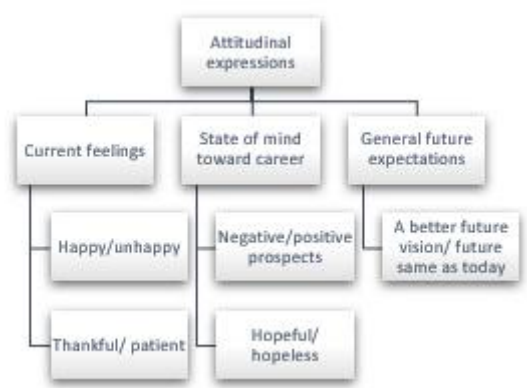 Attitudinal
expressions
Current feelings
State of mind
toward career
General future
expectations
Happy/unhappy
Negative/positive
prospects
A better future
vision/ future
same as today
Thankful/ patient
Hopeful/
hopeless